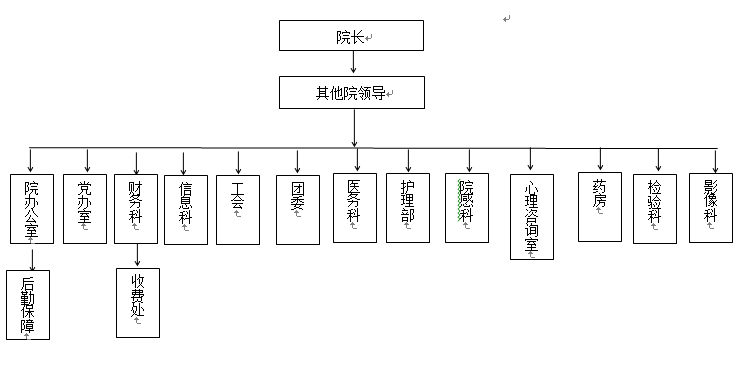 院长
其他院领导
院办公室
党办室
财务科
信息科
工会
团委
医务科
护理部
院感科
心理咨询室
药房
检验科
影像科
后勤保障
收费处